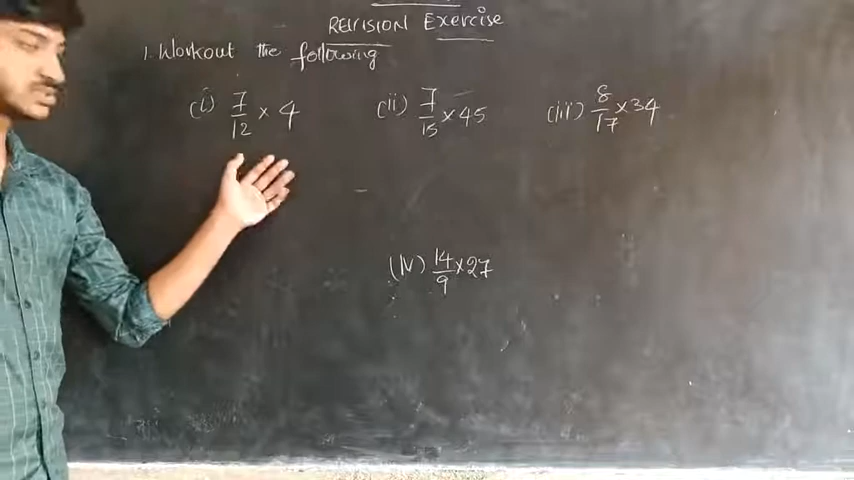 REVISION EXERCISE
1. Workout the following
(i) 7/12 × 4 (ii) 7/15 × 45 (iii) 8/17 × 34
(IV) 14/9 × 27